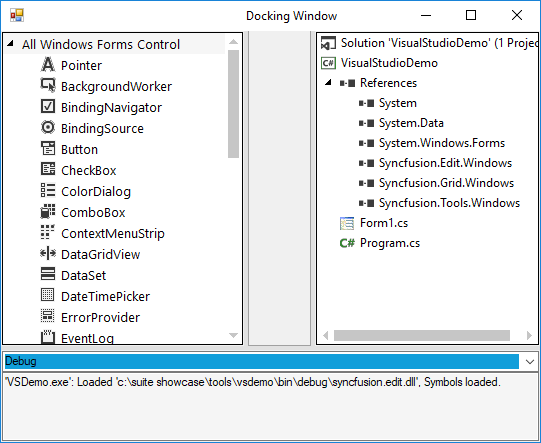 Docking Window
All Windows Forms Control
Pointer
BackgroundWorker
BindingNavigator
BindingSource
Button
CheckBox
ColorDialog
ComboBox
ContextMenuStrip
DataGridView
DataSet
DateTimePicker
ErrorProvider
EventLog
Solution 'VisualStudioDemo' (1 Projec
C# VisualStudioDemo
References
System
System.Data
System.Windows.Forms
Syncfusion.Edit.Windows
Syncfusion.Grid.Windows
Syncfusion.Tools.Windows
Form1.cs
C# Program.cs
Debug
'VSDemo.exe': Loaded 'c:\suite showcase\tools\vsdemo\bin\debug\syncfusion.edit.dll', Symbols loaded.